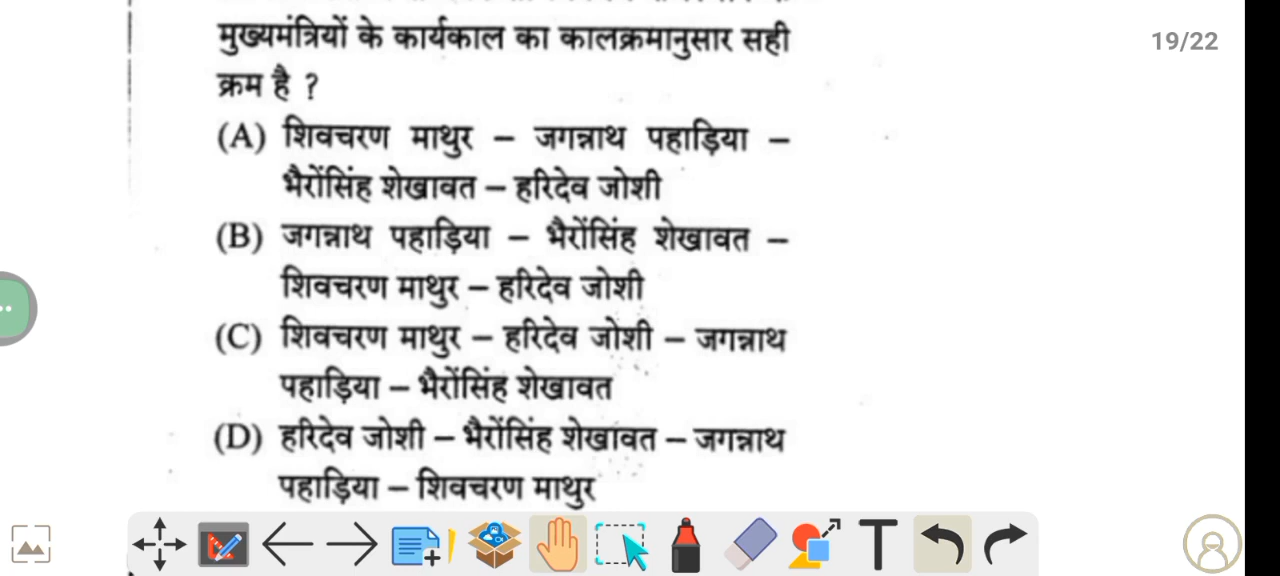 19/22
मुख्यमंत्रियों के कार्यकाल का कालक्रमानुसार सही
क्रम है ?
(A) शिवचरण माथुर – जगन्नाथ पहाड़िया –
भैरोंसिंह शेखावत – हरिदेव जोशी
(B) जगन्नाथ पहाड़िया – भैरोंसिंह शेखावत –
शिवचरण माथुर – हरिदेव जोशी
(C) शिवचरण माथुर – हरिदेव जोशी – जगन्नाथ
पहाड़िया – भैरोंसिंह शेखावत
(D) हरिदेव जोशी – भैरोंसिंह शेखावत – जगन्नाथ
पहाड़िया – शिवचरण माथुर
T